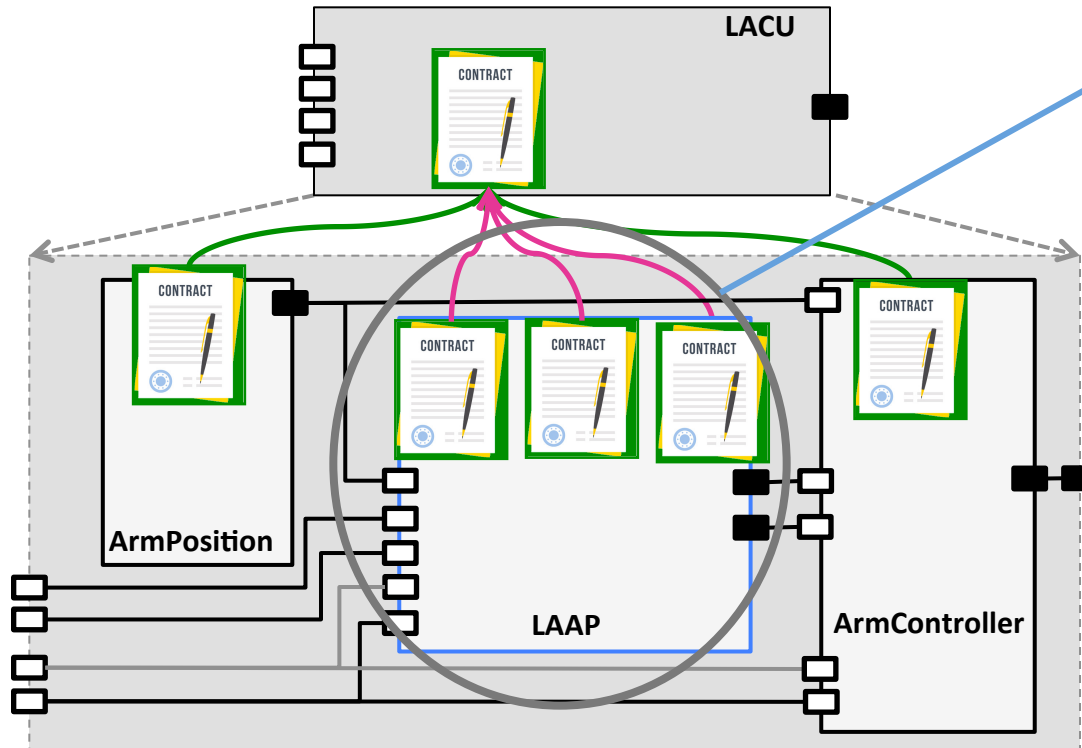 LACU
CONTRACT
CONTRACT
CONTRACT
CONTRACT
CONTRACT
CONTRACT
ArmPosition
LAAP
ArmController